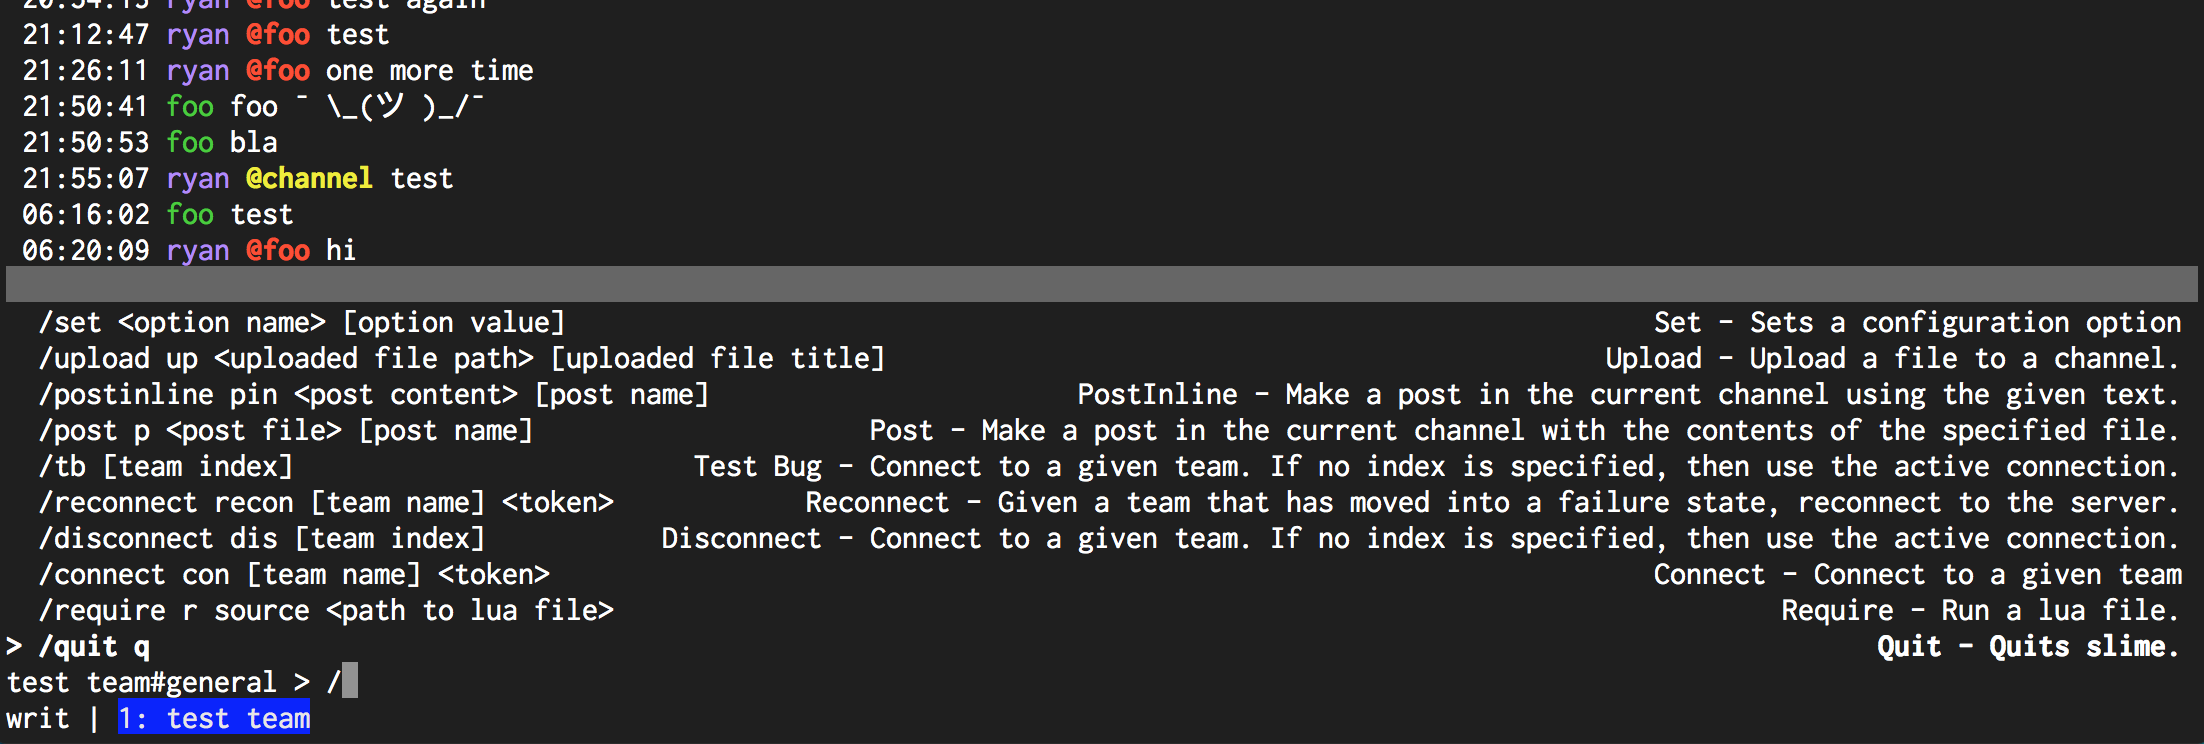 20:54:15 ryan @foo test again
21:12:47 ryan @foo test
21:26:11 ryan @foo one more time
21:50:41 foo foo ¯ \_(ツ )_/¯
21:50:53 foo bla
21:55:07 ryan @channel test
06:16:02 foo test
06:20:09 ryan @foo hi
/set <option name> [option value] Set - Sets a configuration option
/upload up <uploaded file path> [uploaded file title] Upload - Upload a file to a channel.
/postinline pin <post content> [post name] PostInline - Make a post in the current channel using the given text.
/post p <post file> [post name] Post - Make a post in the current channel with the contents of the specified file.
/tb [team index] Test Bug - Connect to a given team. If no index is specified, then use the active connection.
/reconnect recon [team name] <token> Reconnect - Given a team that has moved into a failure state, reconnect to the server.
/disconnect dis [team index] Disconnect - Connect to a given team. If no index is specified, then use the active connection.
/connect con [team name] <token> Connect - Connect to a given team
/require r source <path to lua file> Require - Run a lua file.
> /quit q Quit - Quits slime.
test team#general > /
writ | 1: test team